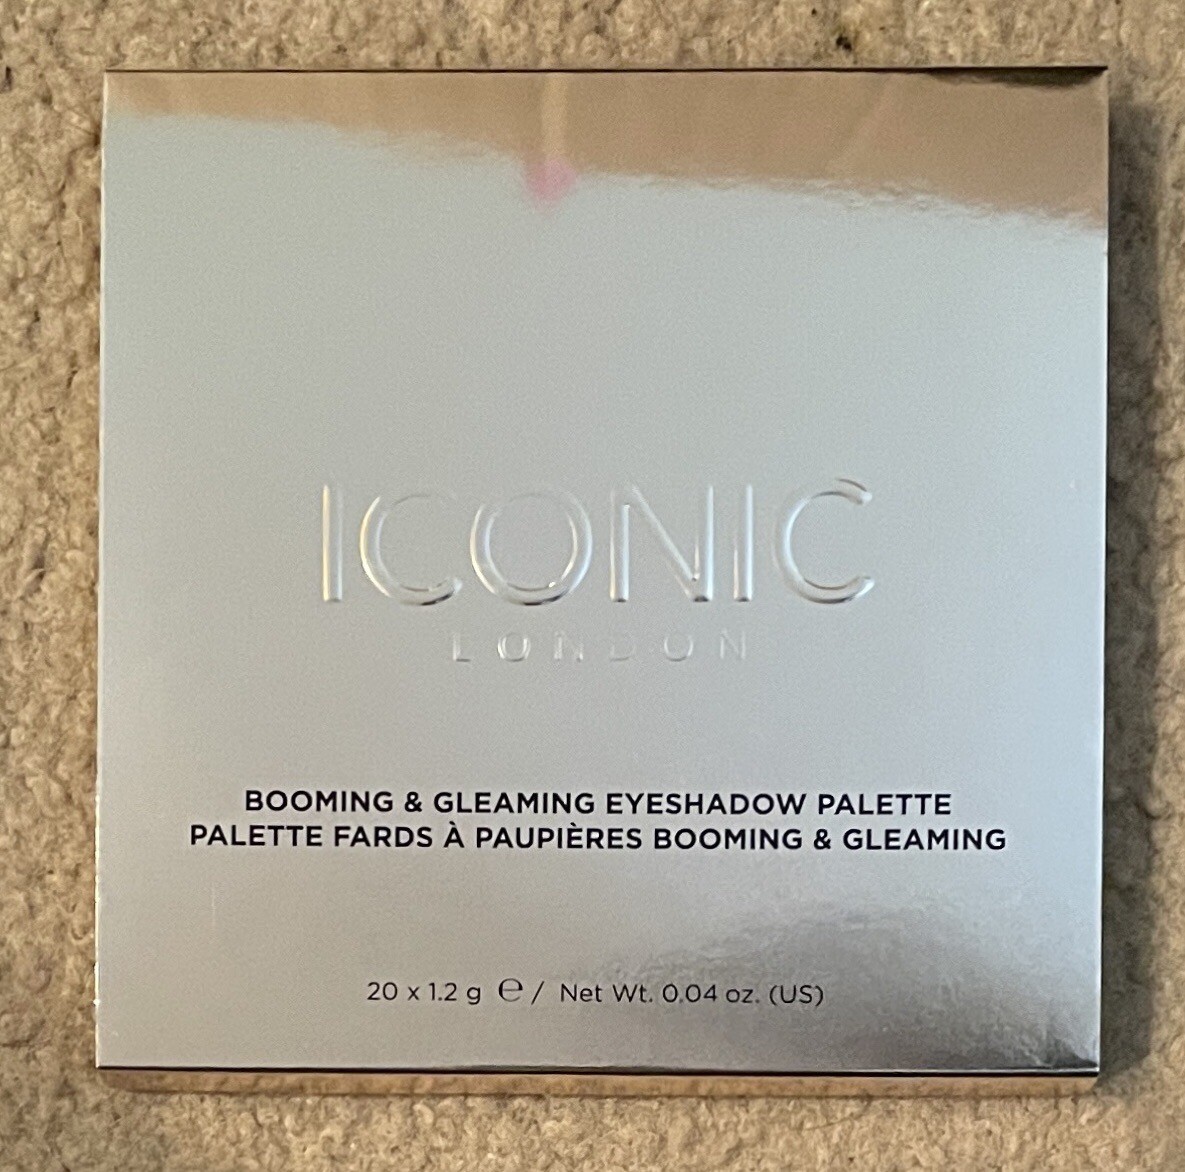 ICONIC
LONDON
BOOMING & GLEAMING EYESHADOW PALETTE
PALETTE FARDS À PAUPIÈRES BOOMING & GLEAMING
20 x 1.2 g ℮ / Net Wt. 0.04 oz. (US)